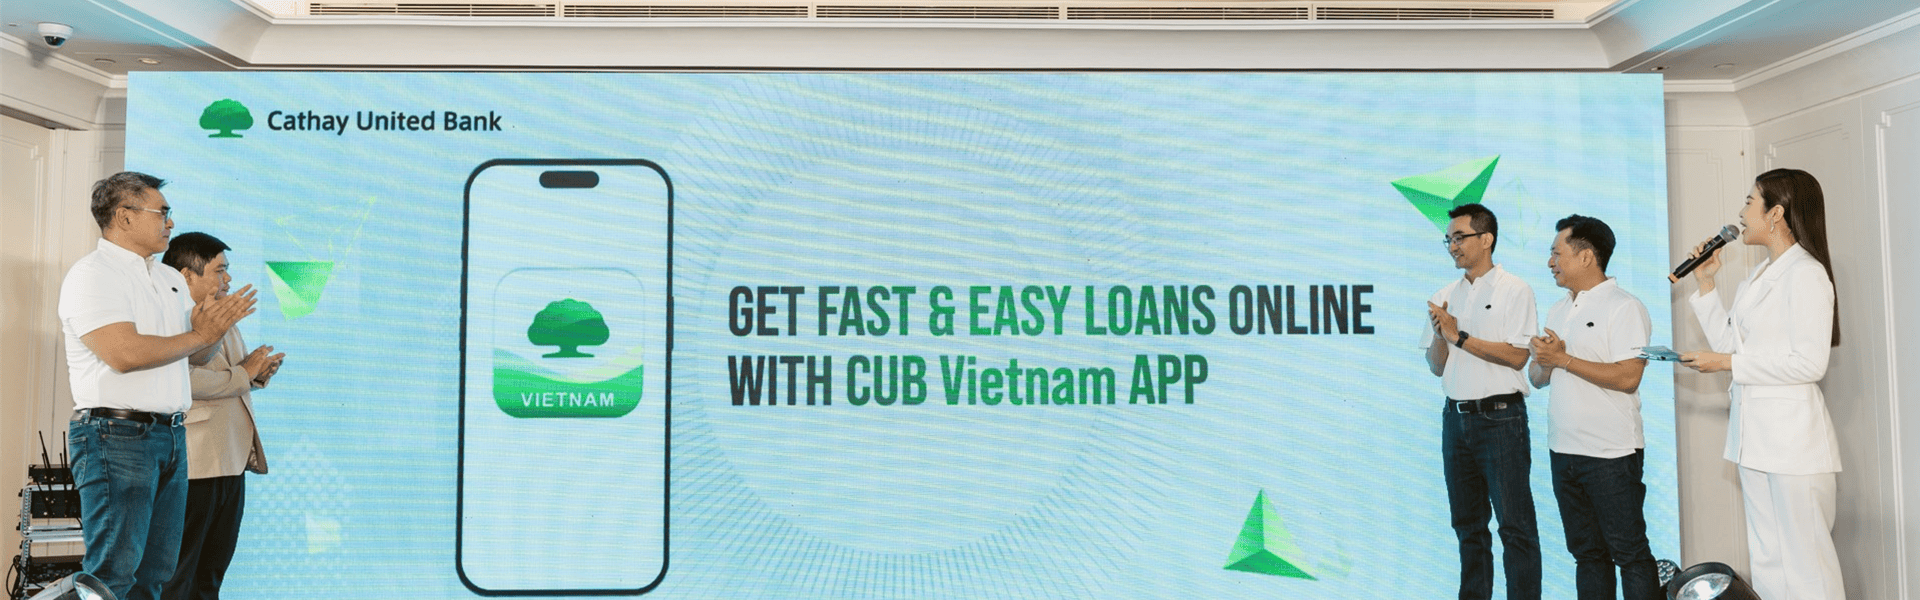 Cathay United Bank
GET FAST & EASY LOANS ONLINE
WITH CUB Vietnam APP
VIETNAM